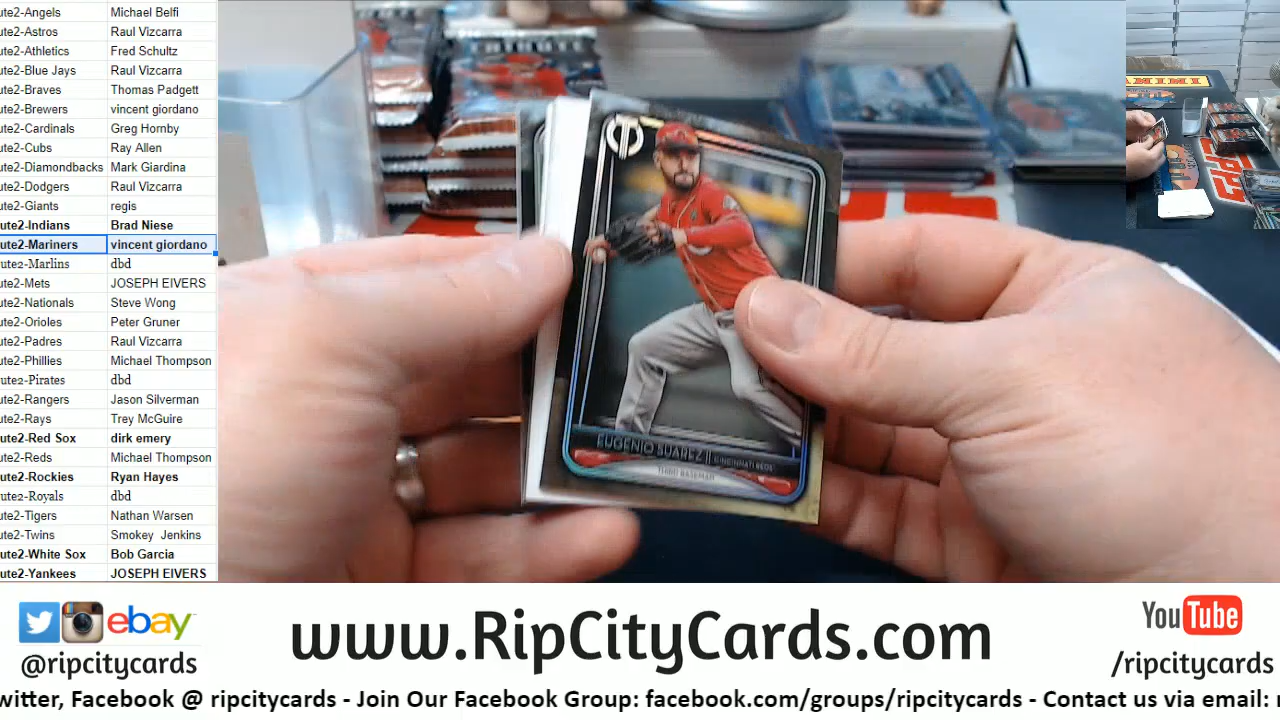 ute2-Angels Michael Belfi
ute2-Astros Raul Vizcarra
ute2-Athletics Fred Schultz
ute2-Blue Jays Raul Vizcarra
ute2-Braves Thomas Padgett
ute2-Brewers vincent giordano
ute2-Cardinals Greg Hornby
ute2-Cubs Ray Allen
ute2-Diamondbacks Mark Giardina
ute2-Dodgers Raul Vizcarra
ute2-Giants regis
ute2-Indians Brad Niese
ute2-Mariners vincent giordano
ute2-Marlins dbd
ute2-Mets JOSEPH EIVERS
ute2-Nationals Steve Wong
ute2-Orioles Peter Gruner
ute2-Padres Raul Vizcarra
ute2-Phillies Michael Thompson
ute2-Pirates dbd
ute2-Rangers Jason Silverman
ute2-Rays Trey McGuire
ute2-Red Sox dirk emery
ute2-Reds Michael Thompson
ute2-Rockies Ryan Hayes
ute2-Royals dbd
ute2-Tigers Nathan Warsen
ute2-Twins Smokey Jenkins
ute2-White Sox Bob Garcia
ute2-Yankees JOSEPH EIVERS
EUGENIO SUAREZ || CINCINNATI REDS
THIRD BASEMAN
PANINI
ebay
@ripcitycards
www.RipCityCards.com
YouTube
/ripcitycards
witter, Facebook @ ripcitycards - Join Our Facebook Group: facebook.com/groups/ripcitycards - Contact us via email: